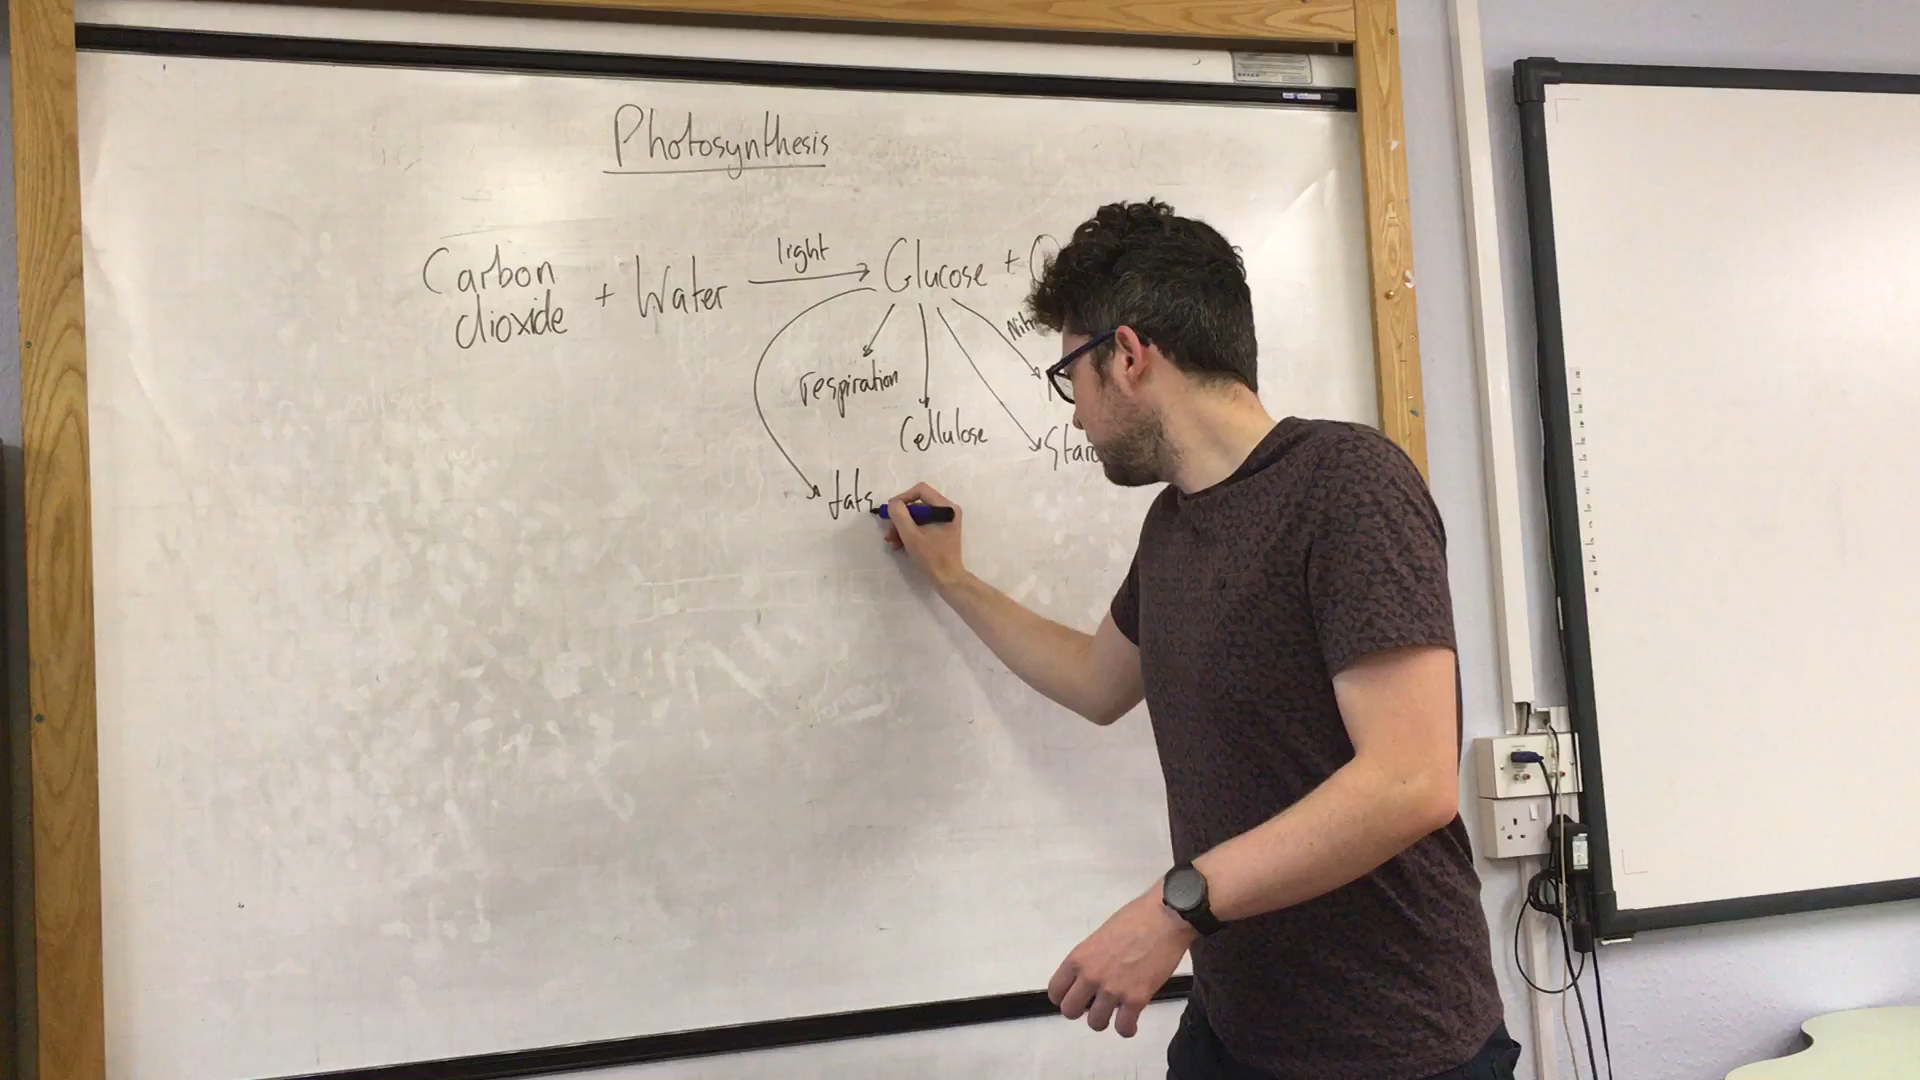 Photosynthesis
Carbon dioxide + Water light Glucose +
respiration
Cellulose
fats